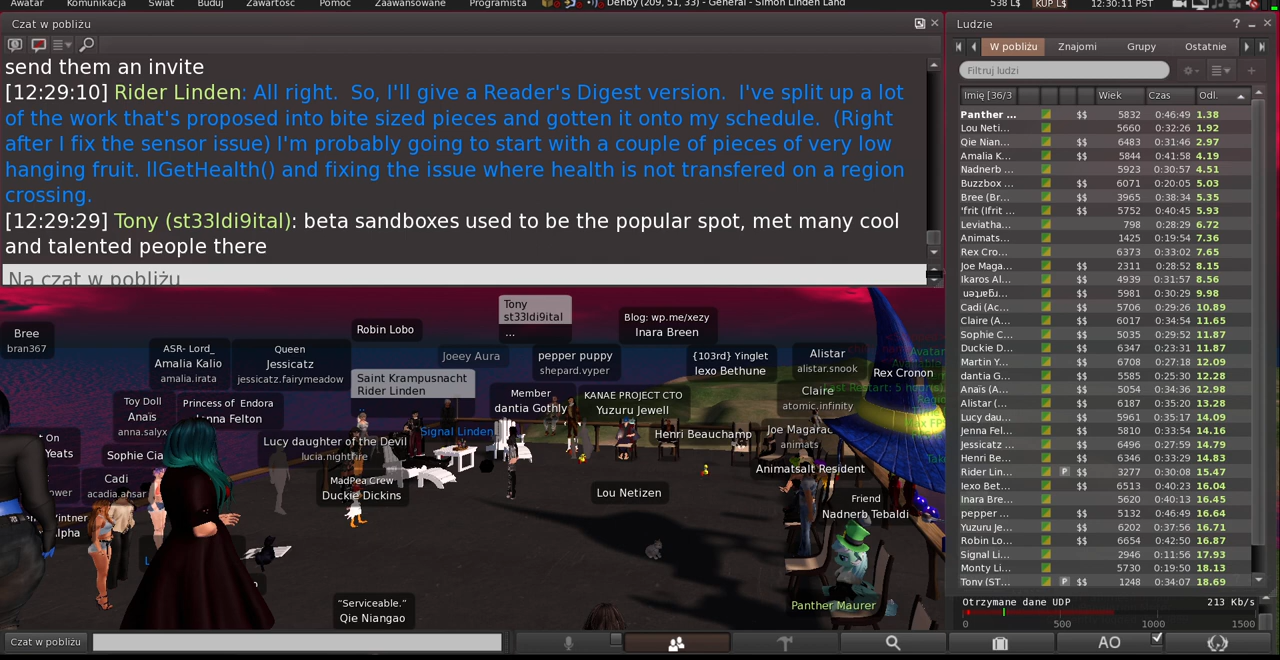 Awatar Komunikacja Świat Buduj Zawartość Pomoc Zaawansowane Programista Denby (209, 51, 33) - General - Simon Linden Land 538 L$ KUP L$ 12:30:11 PST
Czat w pobliżu
send them an invite
[12:29:10] Rider Linden: All right. So, I'll give a Reader's Digest version. I've split up a lot
of the work that's proposed into bite sized pieces and gotten it onto my schedule. (Right
after I fix the sensor issue) I'm probably going to start with a couple of pieces of very low
hanging fruit. llGetHealth() and fixing the issue where health is not transfered on a region
crossing.
[12:29:29] Tony (st33ldi9ital): beta sandboxes used to be the popular spot, met many cool
and talented people there
Na czat w pobliżu
Bree
bran367
ASR- Lord_
Amalia Kalio
amalia.irata
Queen
Jessicatz
jessicatz.fairymeadow
Robin Lobo
Tony
st33ldi9ital
...
Joeey Aura
pepper puppy
shepard.vyper
Blog: wp.me/xezy
Inara Breen
{103rd} Yinglet
Iexo Bethune
Alistar
alistar.snook
Rex Cronon
Saint Krampusnacht
Rider Linden
Member
dantia Gothly
KANAE PROJECT CTO
Yuzuru Jewell
Claire
atomic.infinity
Toy Doll
Anais
anna.salyx
Princess of Endora
Jenna Felton
Signal Linden
Henri Beauchamp
Joe Magarac
animats
Lucy daughter of the Devil
lucia.nightfire
Animatsalt Resident
MadPea Crew
Duckie Dickins
Lou Netizen
Cadi
acadia.ansar
Friend
Nadnerb Tebaldi
Panther Maurer
"Serviceable."
Qie Niangao
Czat w pobliżu
Ludzie
W pobliżu Znajomi Grupy Ostatnie
Filtruj ludzi
Imię [36/3 Wiek Czas Odl.
Panther ... $$ 5832 0:46:49 1.38
Lou Neti... 5660 0:32:26 1.92
Qie Nian... $$ 6483 0:31:46 2.97
Amalia K... $$ 5844 0:41:58 4.19
Nadnerb ... 5923 0:30:57 4.51
Buzzbox ... $$ 6071 0:20:05 5.03
Bree (Br... $$ 3965 0:38:34 5.35
'frit (Ifrit ... $$ 5752 0:40:45 5.93
Leviatha... 798 0:28:29 6.72
Animats... 1425 0:19:54 7.36
Rex Cro... 6373 0:33:02 7.65
Joe Maga... $$ 2311 0:28:52 8.15
Ikaros Al... $$ 4939 0:31:57 8.56
$$ 5981 0:30:29 9.98
Cadi (Ac... $$ 5706 0:29:26 10.89
Claire (A... $$ 6017 0:34:54 11.65
Sophie C... $$ 5035 0:29:52 11.87
Duckie D... $$ 6347 0:23:31 11.87
Martin Y... $$ 6708 0:27:18 12.09
dantia G... $$ 5585 0:25:30 12.28
Anais (A... $$ 5054 0:34:36 12.98
Alistar (... $$ 6187 0:35:20 13.28
Lucy dau... $$ 5961 0:35:17 14.09
Jenna Fel... $$ 5810 0:33:54 14.16
Jessicatz ... $$ 6496 0:27:59 14.79
Henri Be... $$ 6346 0:33:29 14.83
Rider Lin... P $$ 3277 0:30:08 15.47
Iexo Bet... $$ 6513 0:40:23 16.04
Inara Bre... 5620 0:40:13 16.45
pepper ... $$ 5132 0:46:49 16.64
Yuzuru Je... $$ 6202 0:37:56 16.71
Robin Lo... $$ 6654 0:42:50 16.87
Signal Li... 2946 0:11:56 17.93
Monty Li... 5730 0:19:50 18.13
Tony (ST... P $$ 1248 0:34:07 18.69
Otrzymane dane UDP 213 Kb/s
0 500 1000 1500
AO